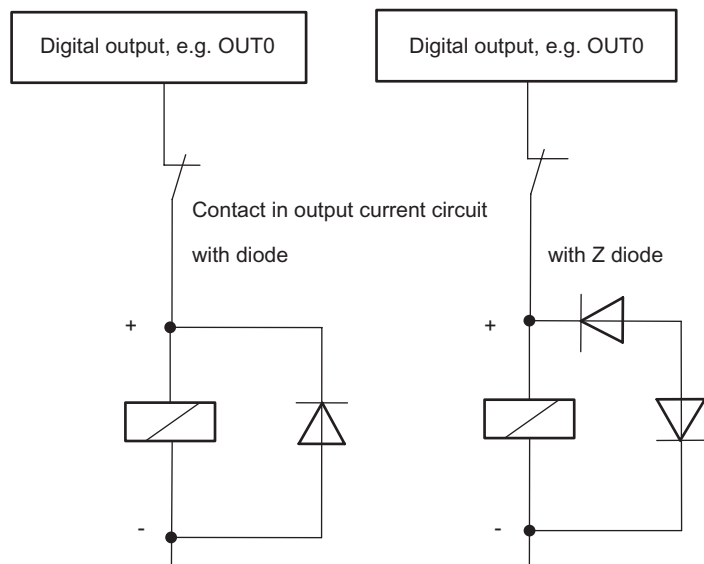 Digital output, e.g. OUT0
Digital output, e.g. OUT0
Contact in output current circuit
with diode
with Z diode
+
+
-
-